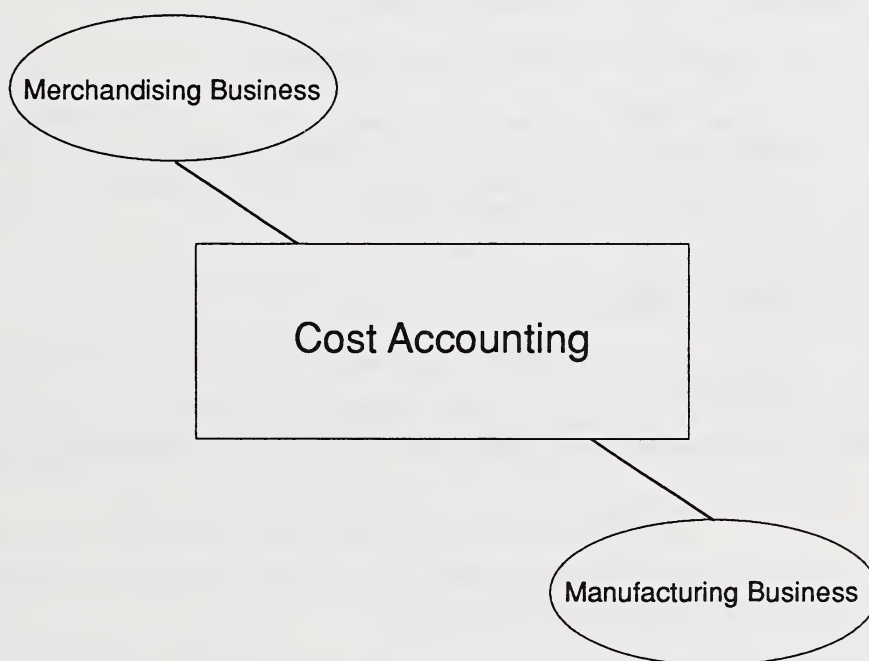 Merchandising Business
Cost Accounting
Manufacturing Business